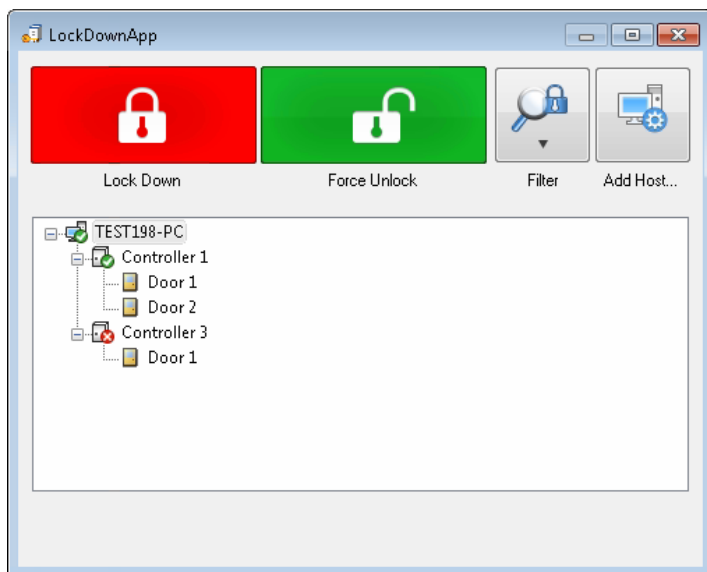 LockDownApp
Lock Down Force Unlock Filter Add Host...
TEST198-PC
Controller 1
Door 1
Door 2
Controller 3
Door 1